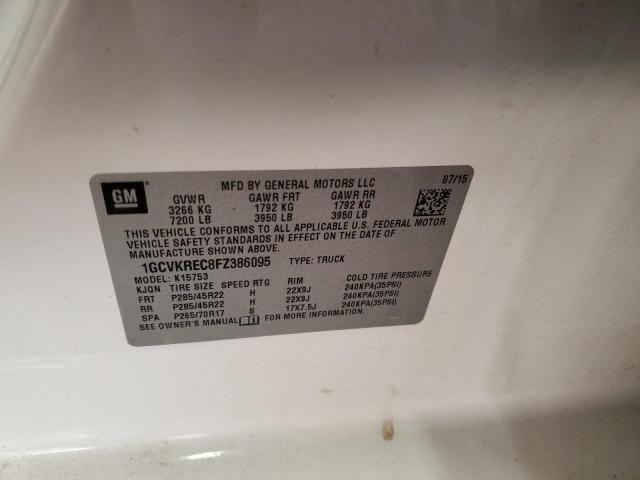 GM
MFD BY GENERAL MOTORS LLC 07/15
GVWR GAWR FRT GAWR RR
3266 KG 1792 KG 1792 KG
7200 LB 3950 LB 3950 LB
THIS VEHICLE CONFORMS TO ALL APPLICABLE U.S. FEDERAL MOTOR
VEHICLE SAFETY STANDARDS IN EFFECT ON THE DATE OF
MANUFACTURE SHOWN ABOVE.
1GCVKREC8FZ386095 TYPE: TRUCK
MODEL: K15753
KJQN TIRE SIZE SPEED RTG RIM COLD TIRE PRESSURE
FRT P285/45R22 H 22X9J 240KPA(35PSI)
RR P285/45R22 H 22X9J 240KPA(35PSI)
SPA P265/70R17 S 17X7.5J 240KPA(35PSI)
SEE OWNER'S MANUAL FOR MORE INFORMATION.